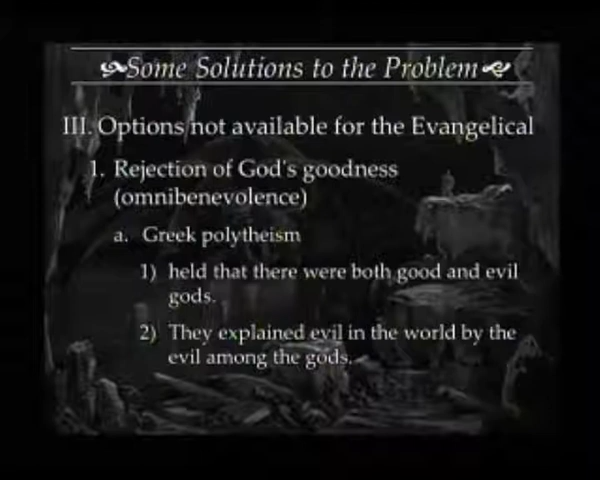 Some Solutions to the Problem
III. Options not available for the Evangelical
1. Rejection of God's goodness
(omnibenevolence)
a. Greek polytheism
1) held that there were both good and evil
gods.
2) They explained evil in the world by the
evil among the gods.